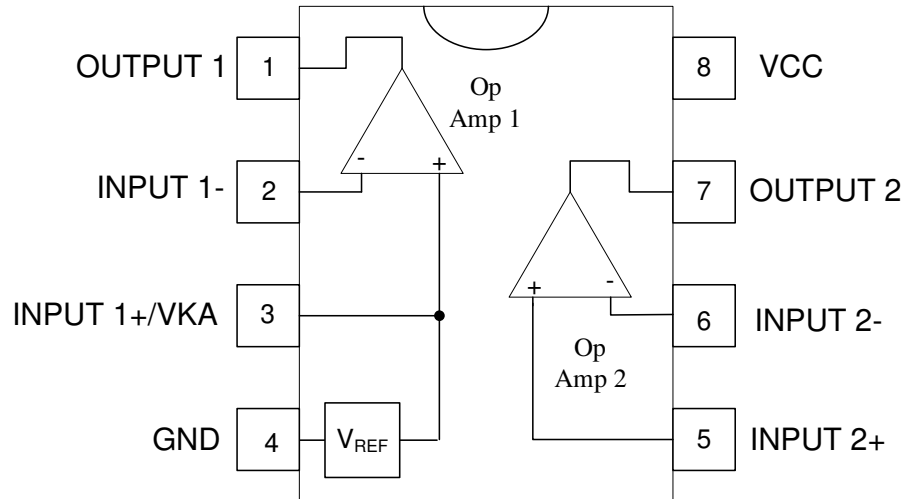 OUTPUT 1
1
8
VCC
Op
Amp 1
-
+
INPUT 1-
2
7
OUTPUT 2
INPUT 1+/VKA
3
+
-
6
INPUT 2-
Op
Amp 2
GND
4
VREF
5
INPUT 2+